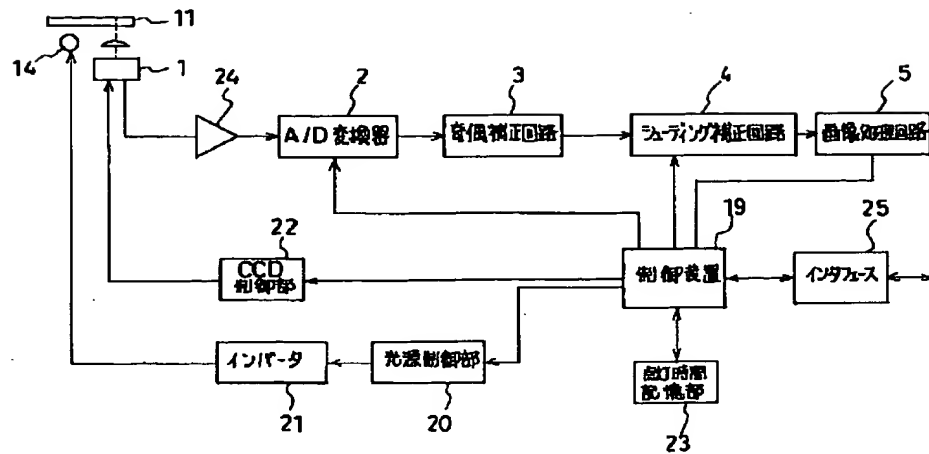 11
14
1
24
2
A/D変換器
3
奇偶補正回路
4
シェーディング補正回路
5
画像処理回路
22
CCD
制御部
19
制御装置
25
インタフェース
インバータ
21
光源制御部
20
点灯時間
記憶部
23